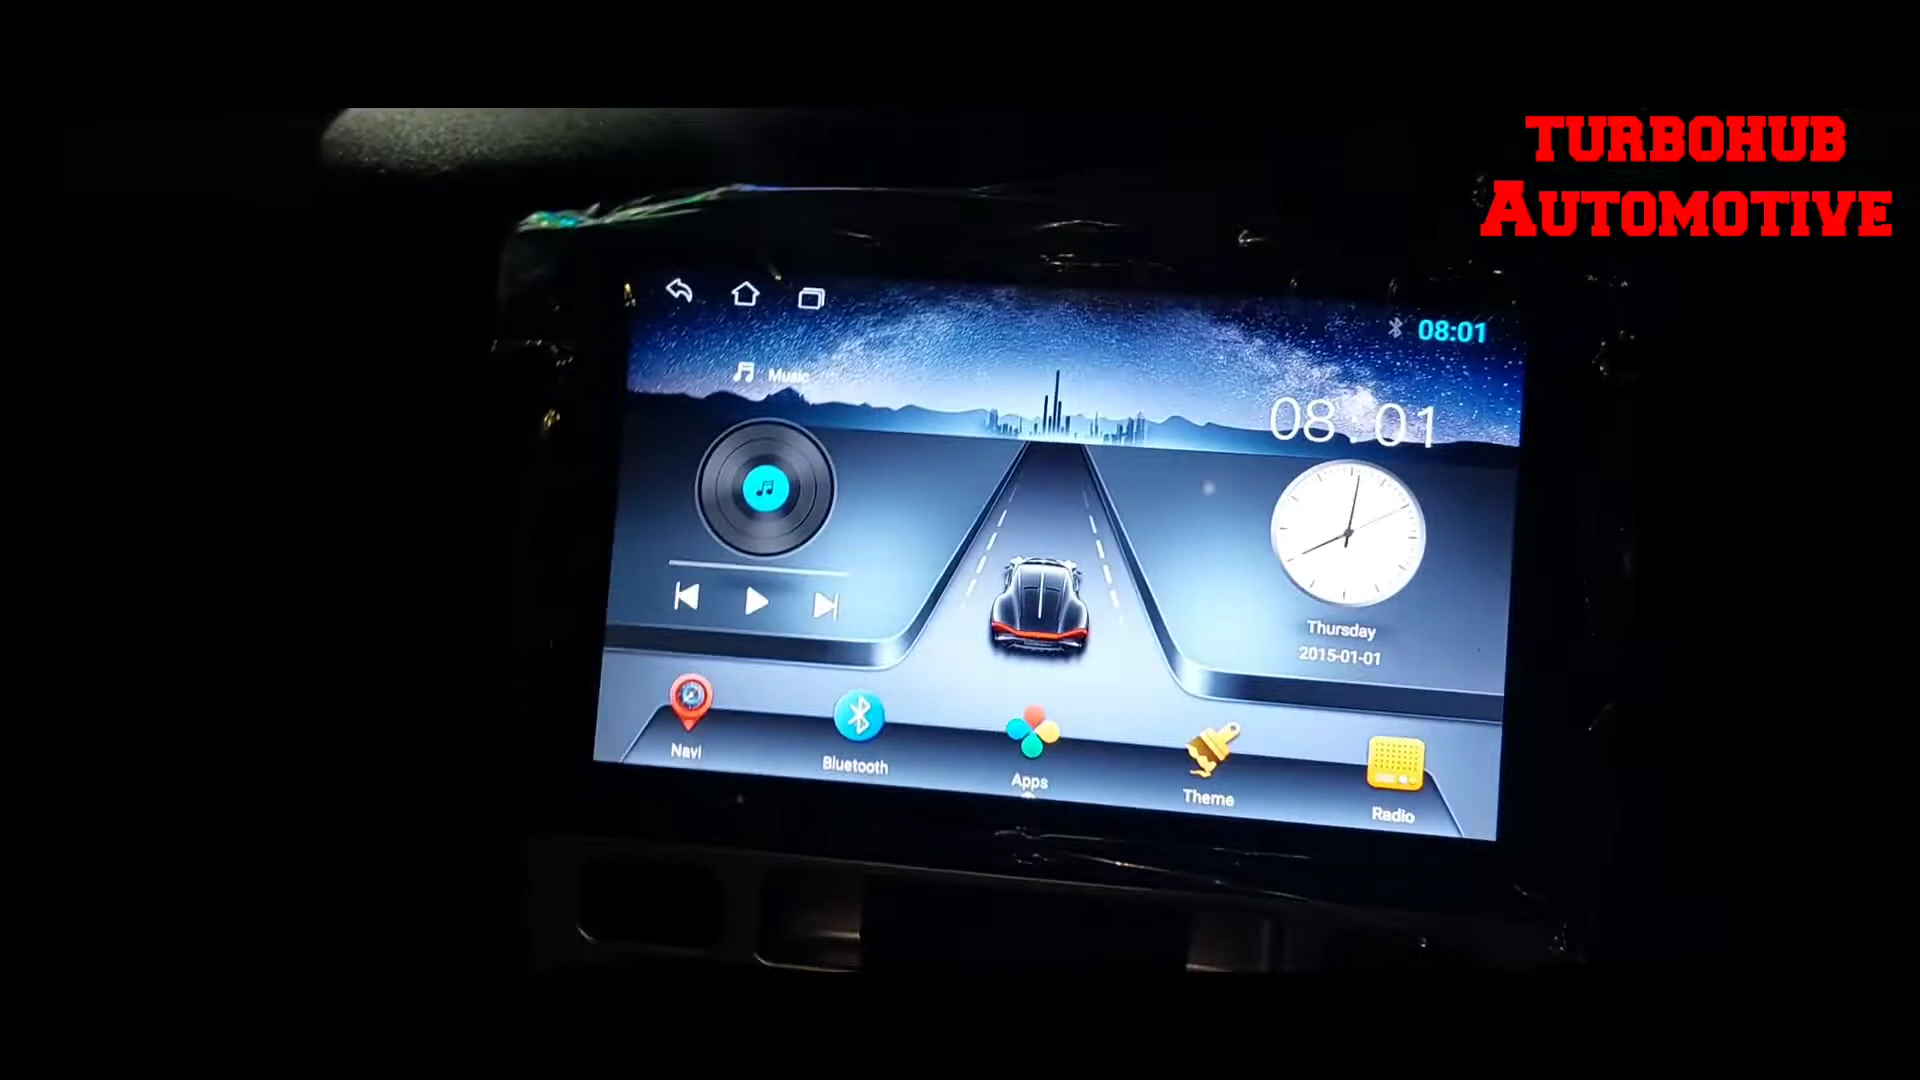 TURBOHUB
AUTOMOTIVE
08:01
Music
08:01
Thursday
2015-01-01
Navi
Bluetooth
Apps
Theme
Radio